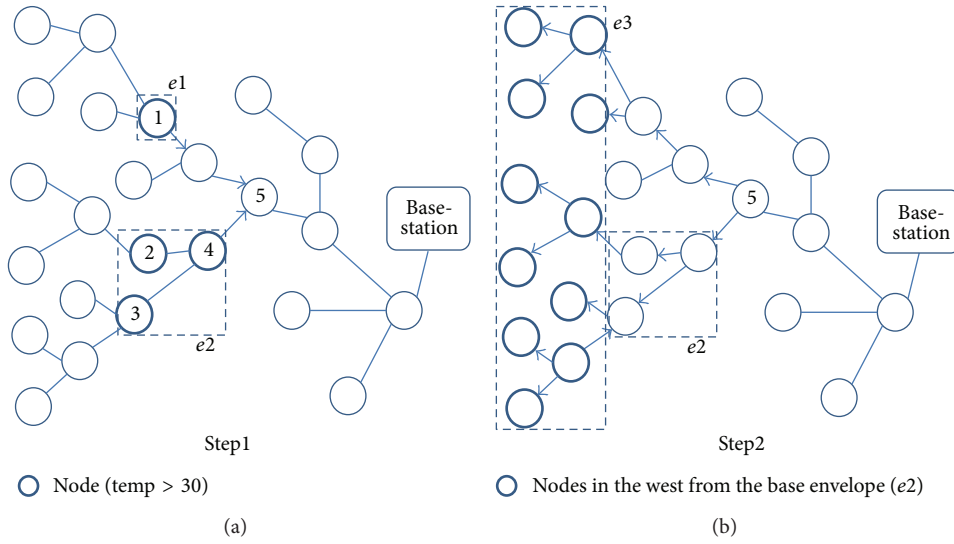 e1
1
5
2
4
3
e2
Base-
station
Step1
Node (temp > 30)
(a)
e3
5
e2
Base-
station
Step2
Nodes in the west from the base envelope (e2)
(b)